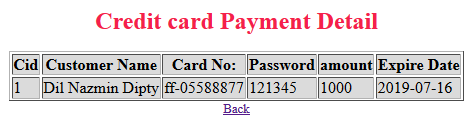 Credit card Payment Detail
Cid Customer Name Card No: Password amount Expire Date
1 Dil Nazmin Dipty ff-05588877 121345 1000 2019-07-16
Back